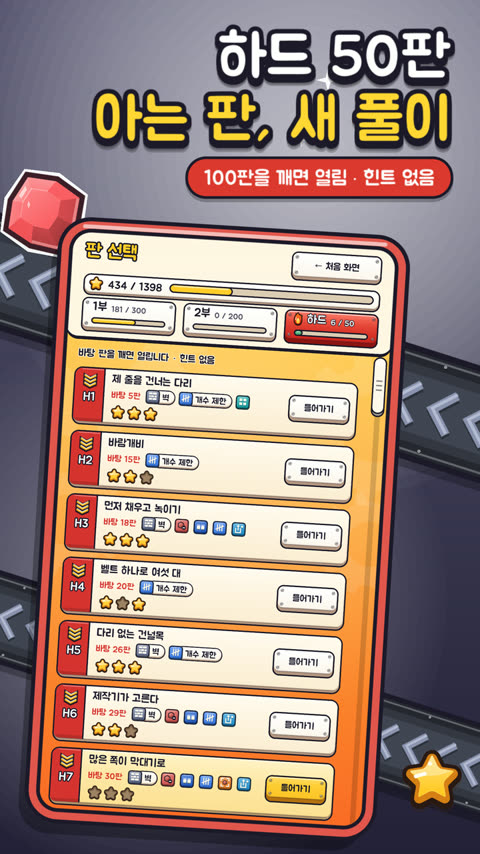 하드 50판
아는 판, 새 풀이
100판을 깨면 열림 · 힌트 없음
판 선택
← 처음 화면
434 / 1398
1부 181 / 300
2부 0 / 200
하드 6 / 50
바탕 판을 깨면 열립니다 · 힌트 없음
H1
제 줄을 건너는 다리
바탕 5판 벽 개수 제한
들어가기
H2
바람개비
바탕 15판 개수 제한
들어가기
H3
먼저 채우고 녹이기
바탕 18판 벽
들어가기
H4
벨트 하나로 여섯 대
바탕 20판 개수 제한
들어가기
H5
다리 없는 건널목
바탕 26판 벽 개수 제한
들어가기
H6
제작기가 고른다
바탕 29판 벽
들어가기
H7
많은 쪽이 막대기로
바탕 30판 벽
들어가기